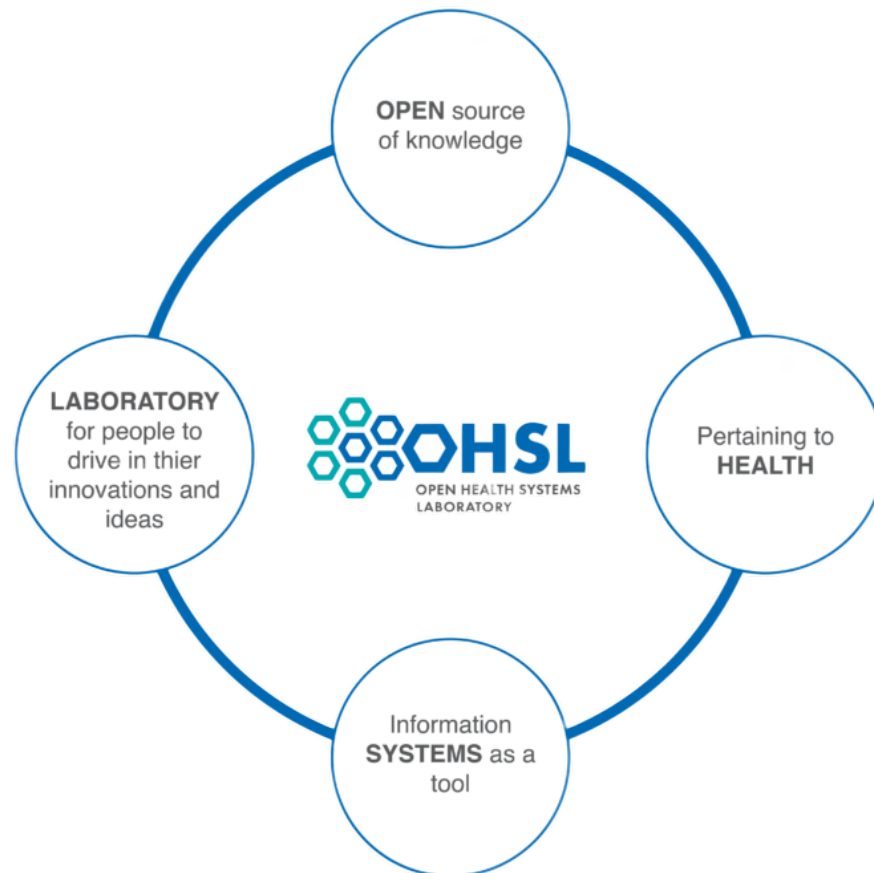 OPEN source
of knowledge
Pertaining to
HEALTH
Information
SYSTEMS as a
tool
LABORATORY
for people to
drive in thier
innovations and
ideas
OHSL
OPEN HEALTH SYSTEMS
LABORATORY